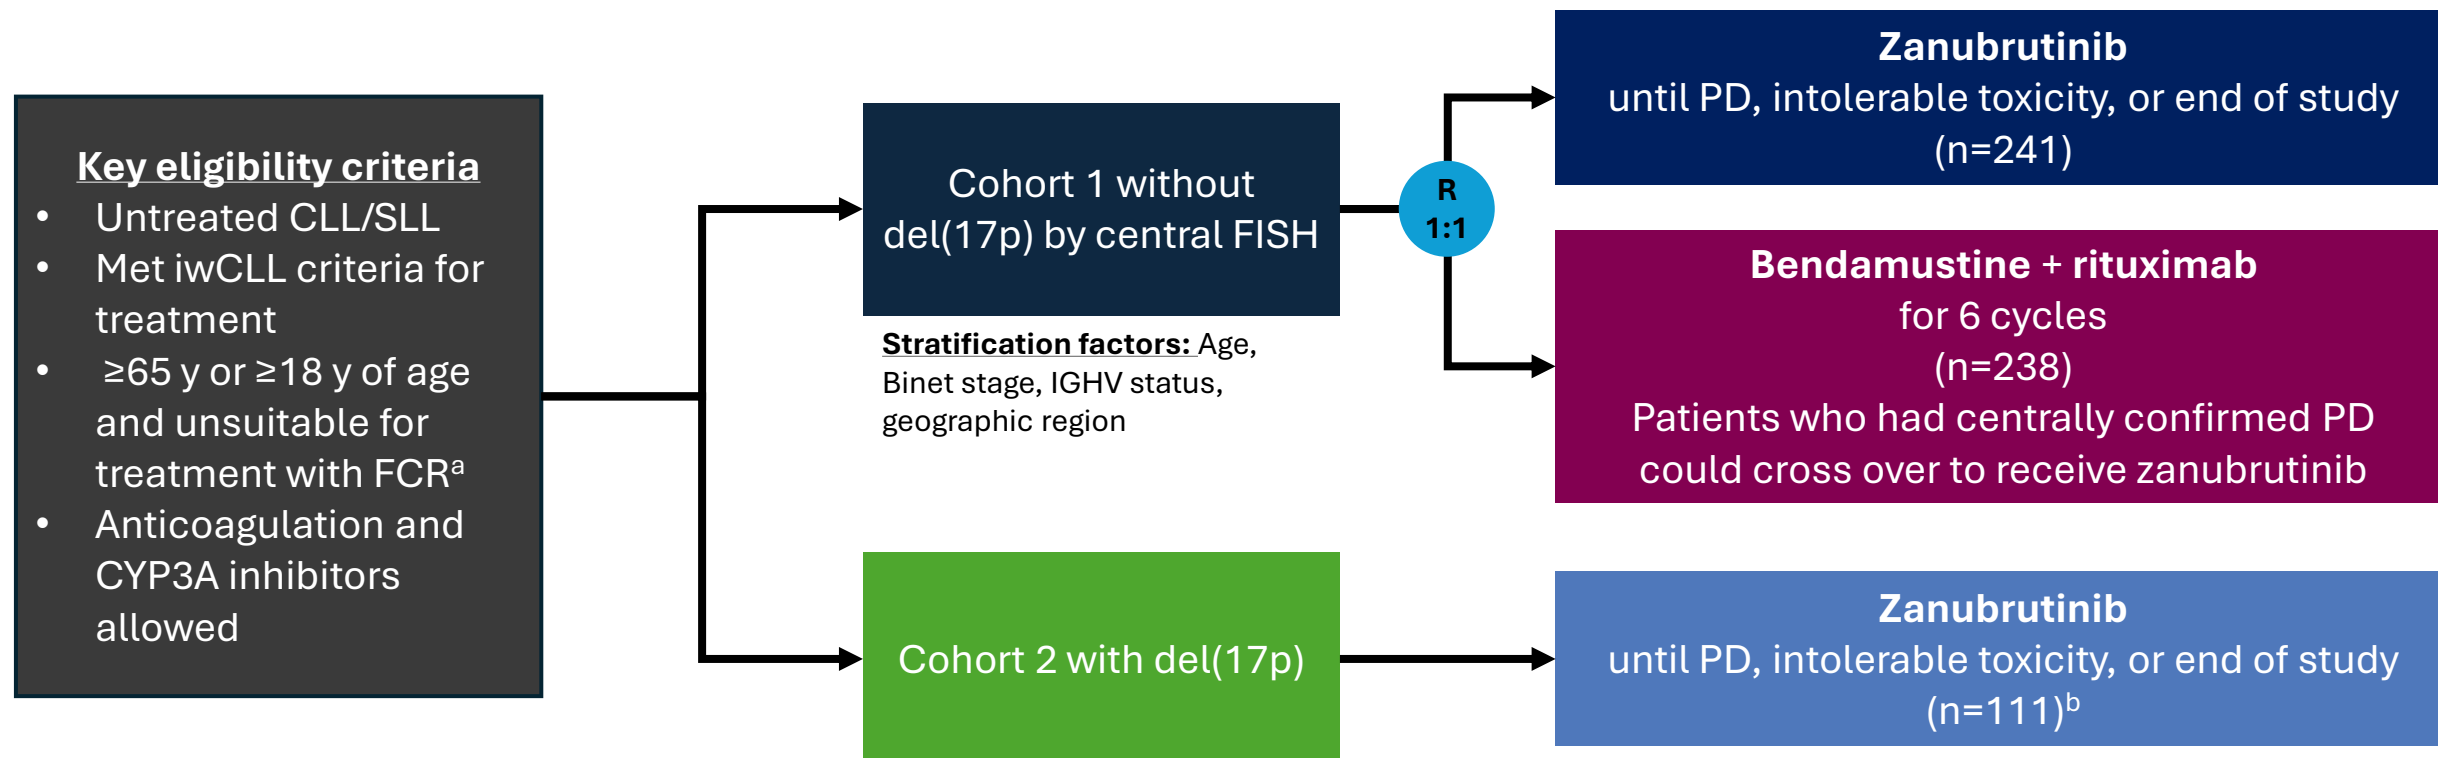 Key eligibility criteria
• Untreated CLL/SLL
• Met iwCLL criteria for
treatment
• ≥65 y or ≥18 y of age
and unsuitable for
treatment with FCRᵃ
• Anticoagulation and
CYP3A inhibitors
allowed
Cohort 1 without
del(17p) by central FISH
Stratification factors: Age,
Binet stage, IGHV status,
geographic region
R
1:1
Zanubrutinib
until PD, intolerable toxicity, or end of study
(n=241)
Bendamustine + rituximab
for 6 cycles
(n=238)
Patients who had centrally confirmed PD
could cross over to receive zanubrutinib
Cohort 2 with del(17p)
Zanubrutinib
until PD, intolerable toxicity, or end of study
(n=111)ᵇ